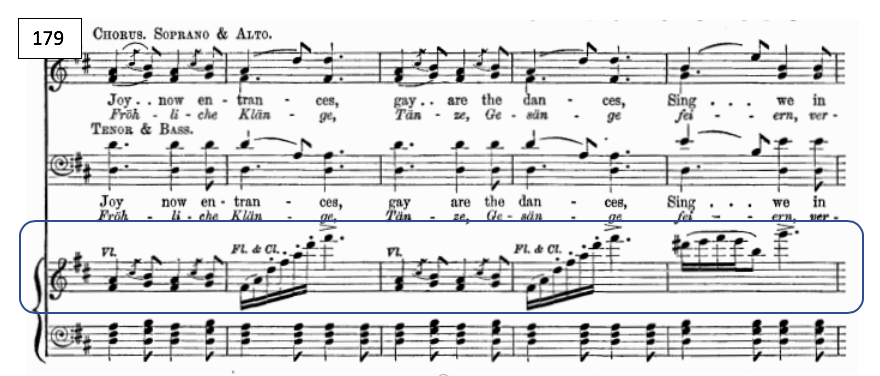 179
CHORUS. SOPRANO & ALTO.
Joy . . now en - tran - ces, gay . . are the dan - ces, Sing . . . we in
Fröh - li - che Klän - ge, Tän - ze, Ge - sän - ge fei - - ern, ver -
TENOR & BASS.
Joy now en - tran - ces, gay are the dan - ces, Sing . . . we in
Fröh - li - che Klän - ge, Tän - ze, Ge - sän - ge fei - - ern, ver -
Vl. Fl. & Cl. . Vl. Fl. & Cl.